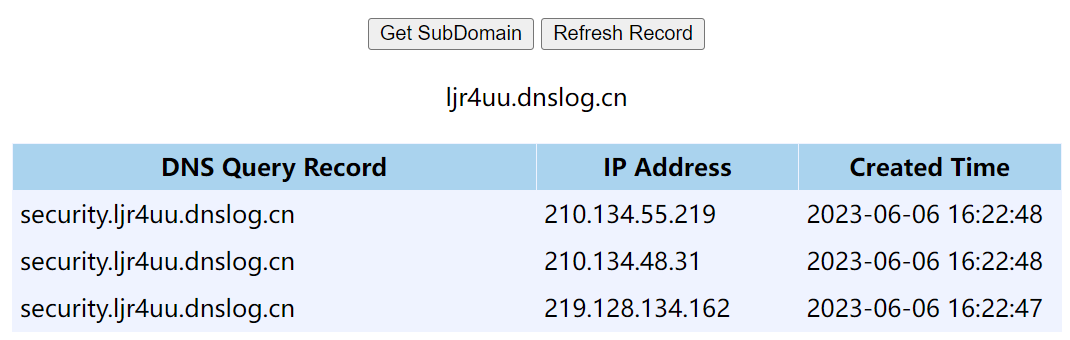 Get SubDomain Refresh Record
ljr4uu.dnslog.cn
DNS Query Record IP Address Created Time
security.ljr4uu.dnslog.cn 210.134.55.219 2023-06-06 16:22:48
security.ljr4uu.dnslog.cn 210.134.48.31 2023-06-06 16:22:48
security.ljr4uu.dnslog.cn 219.128.134.162 2023-06-06 16:22:47